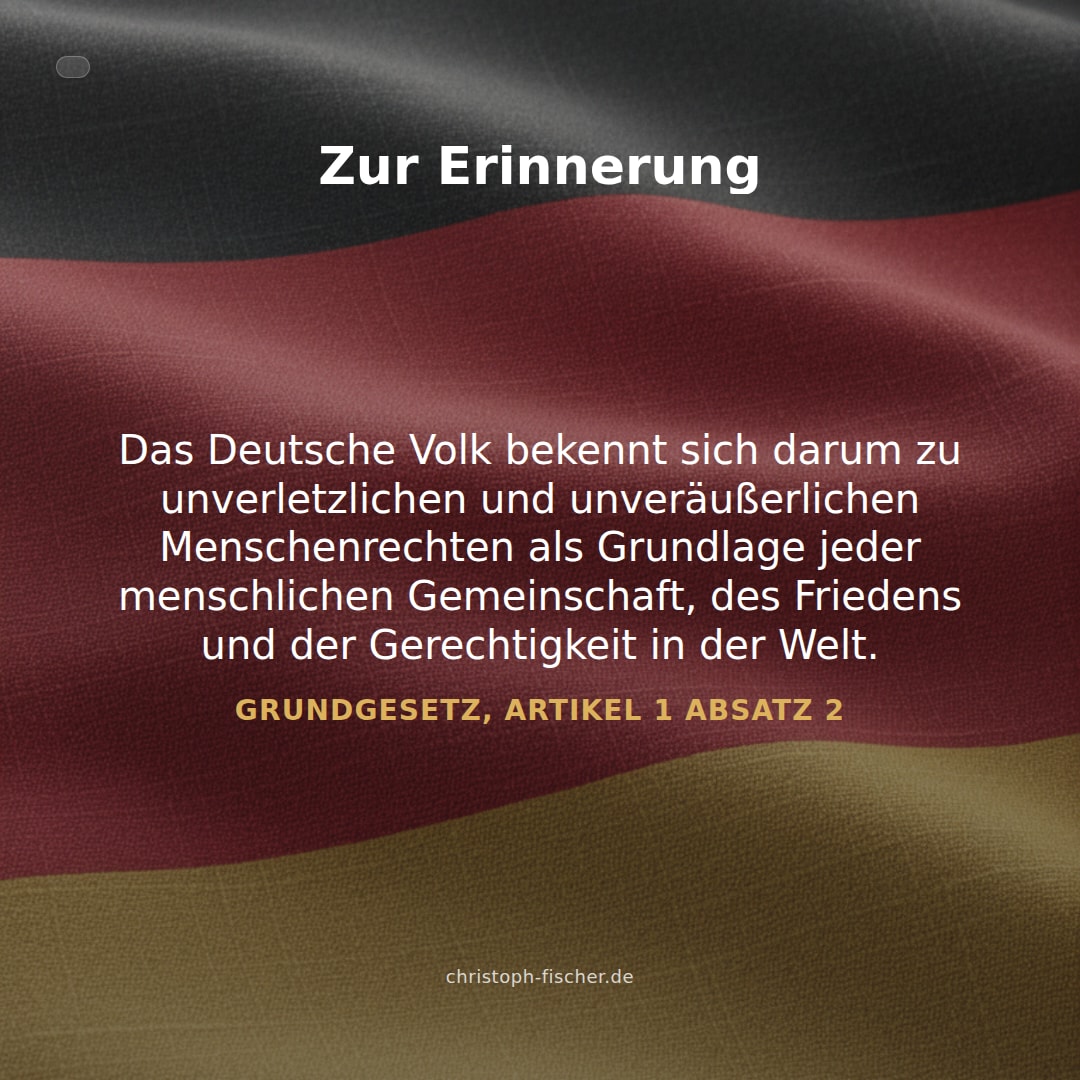 Zur Erinnerung
Das Deutsche Volk bekennt sich darum zu
unverletzlichen und unveräußerlichen
Menschenrechten als Grundlage jeder
menschlichen Gemeinschaft, des Friedens
und der Gerechtigkeit in der Welt.
GRUNDGESETZ, ARTIKEL 1 ABSATZ 2
christoph-fischer.de